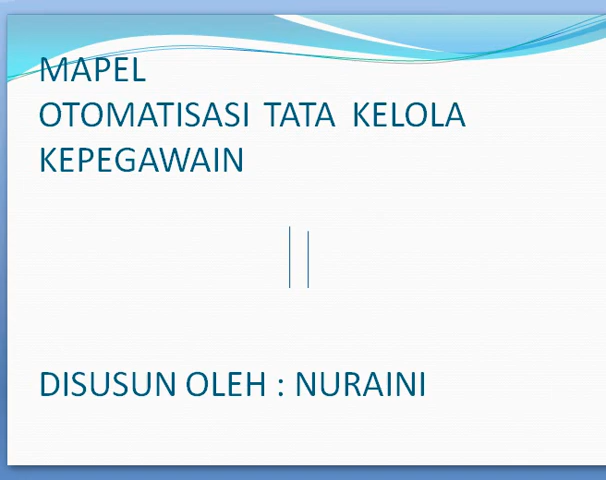 MAPEL
OTOMATISASI TATA KELOLA
KEPEGAWAIN
DISUSUN OLEH : NURAINI